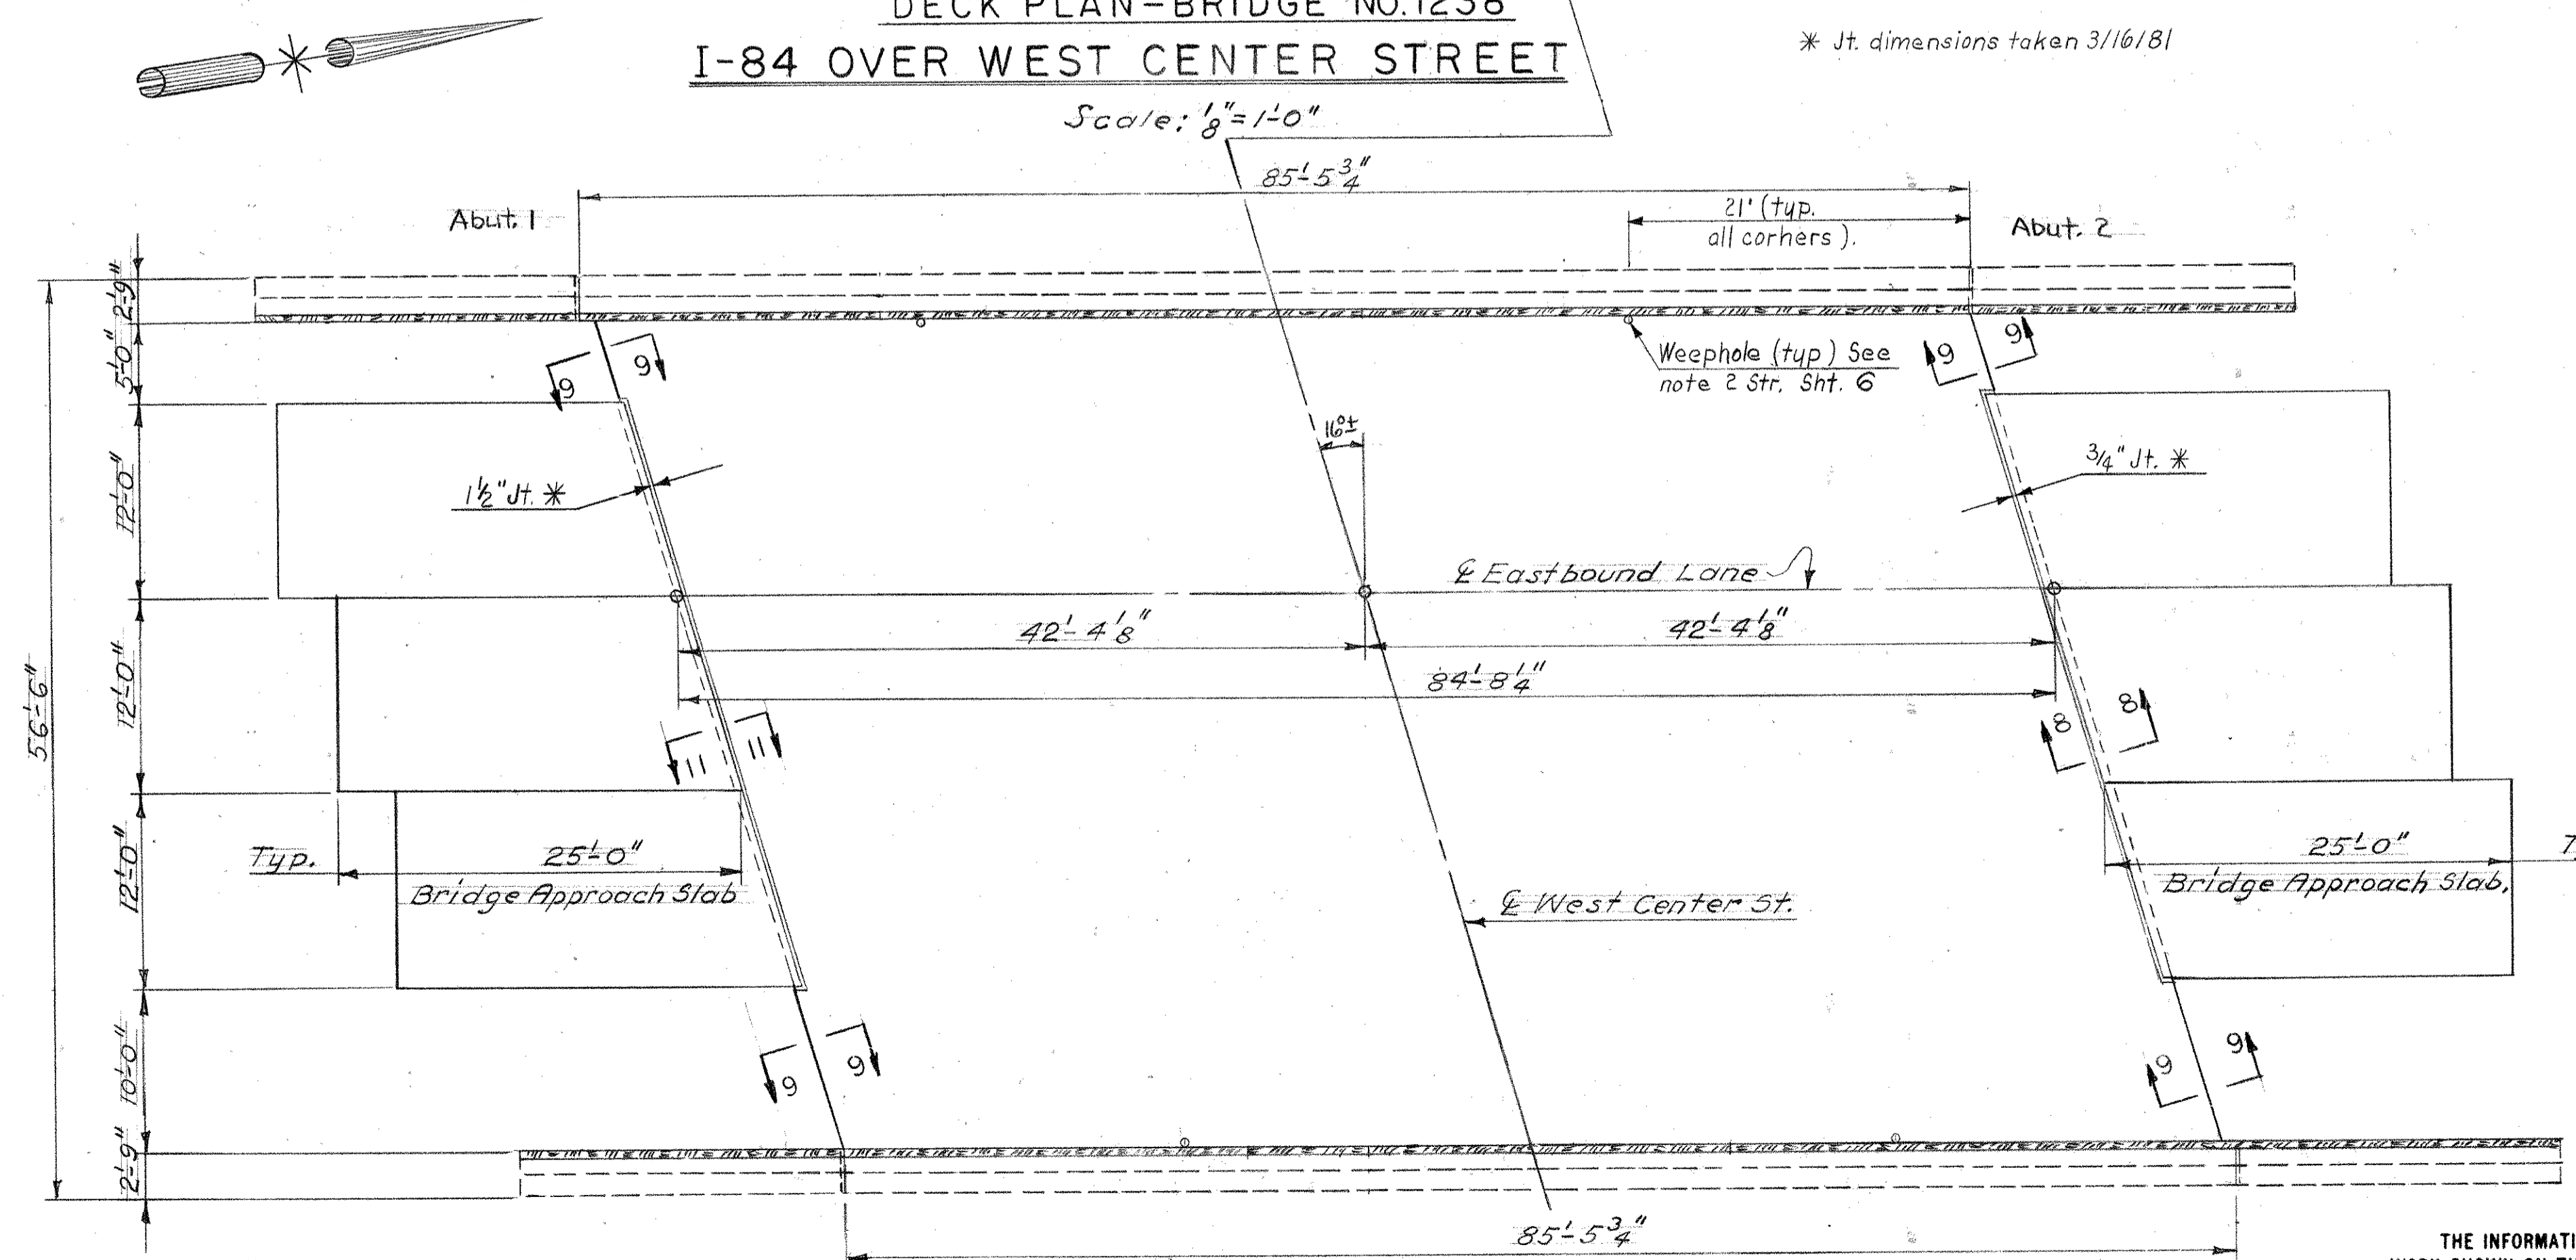 DECK PLAN-BRIDGE NO.1238
I-84 OVER WEST CENTER STREET
Scale: 1/8"=1'-0"
* Jt. dimensions taken 3/16/81
85'-5 3/4"
Abut. 1
21' (typ.
all corners).
Abut. 2
2'-9"
5'-0"
12'-0"
12'-0"
12'-0"
10'-0"
2'-9"
56'-6"
9
9
Weephole (typ) See
note 2 Str. Sht. 6
9
9
16°±
1 1/2" Jt. *
3/4" Jt. *
℄ Eastbound Lane
42'-4 1/8"
42'-4 1/8"
84'-8 1/4"
11
11
8
8
Typ.
25'-0"
Bridge Approach Slab
25'-0"
Bridge Approach Slab.
℄ West Center St.
9
9
9
9
85'-5 3/4"
THE INFORMATI